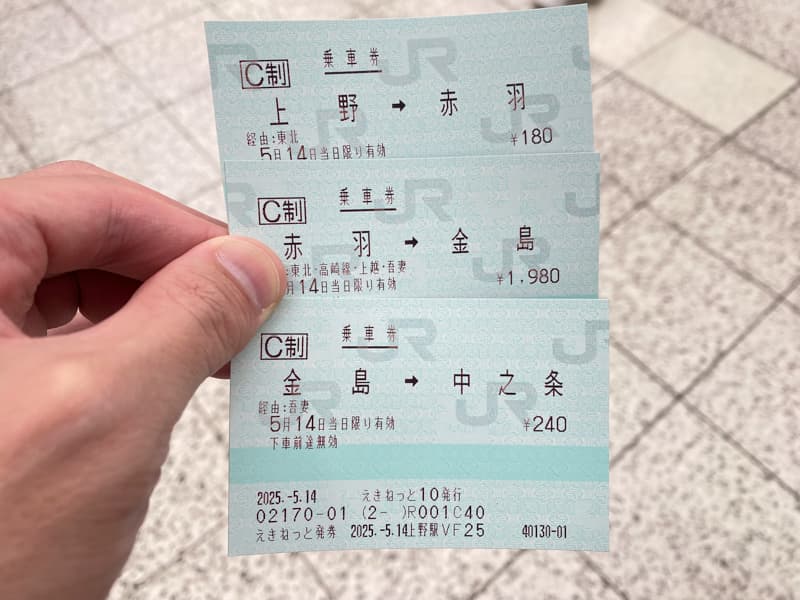 乗車券
C制
上野→赤羽
経由:東北
¥180
5月14日当日限り有効
乗車券
C制
赤羽→金島
:東北・高崎線・上越・吾妻
¥1,980
月14日当日限り有効
乗車券
C制
金島→中之条
経由:吾妻
5月14日当日限り有効
¥240
下車前途無効
2025.-5.14 えきねっと10発行
02170-01 (2- )R001C40
えきねっと発券 2025.-5.14上野駅VF25 40130-01